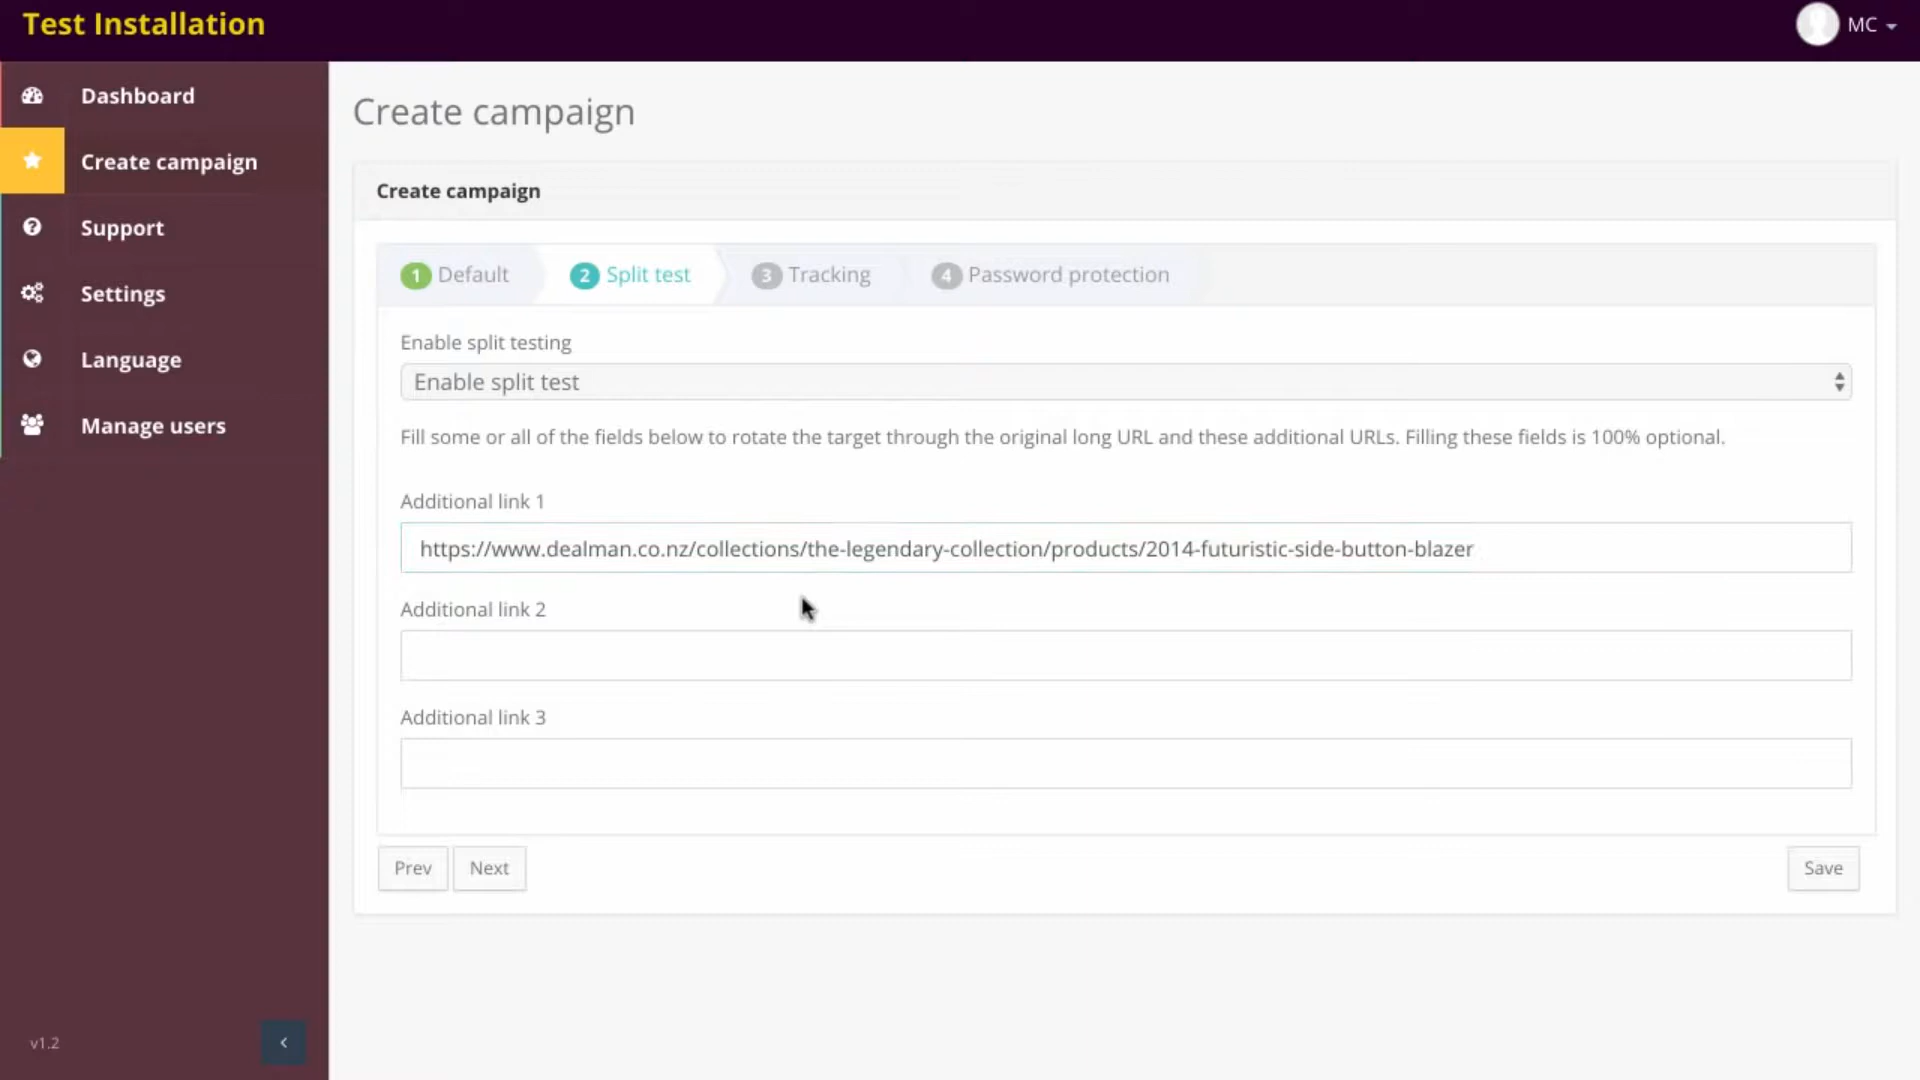 Test Installation
MC
Dashboard
Create campaign
Support
Settings
Language
Manage users
v1.2
Create campaign
Create campaign
1 Default
2 Split test
3 Tracking
4 Password protection
Enable split testing
Enable split test
Fill some or all of the fields below to rotate the target through the original long URL and these additional URLs. Filling these fields is 100% optional.
Additional link 1
https://www.dealman.co.nz/collections/the-legendary-collection/products/2014-futuristic-side-button-blazer
Additional link 2
Additional link 3
Prev
Next
Save